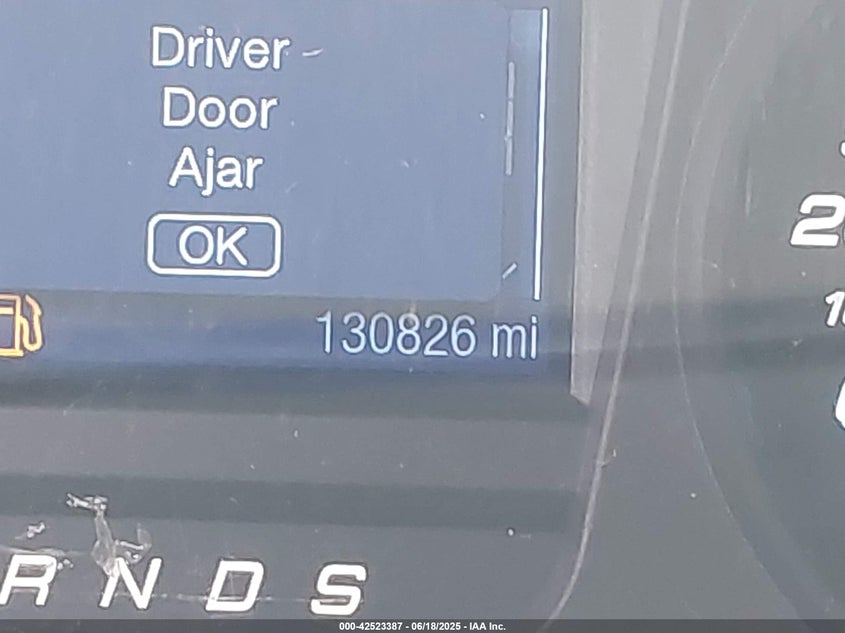 Driver
Door
Ajar
OK
130826 mi
R N D S
000-42523387 - 06/18/2025 - IAA Inc.